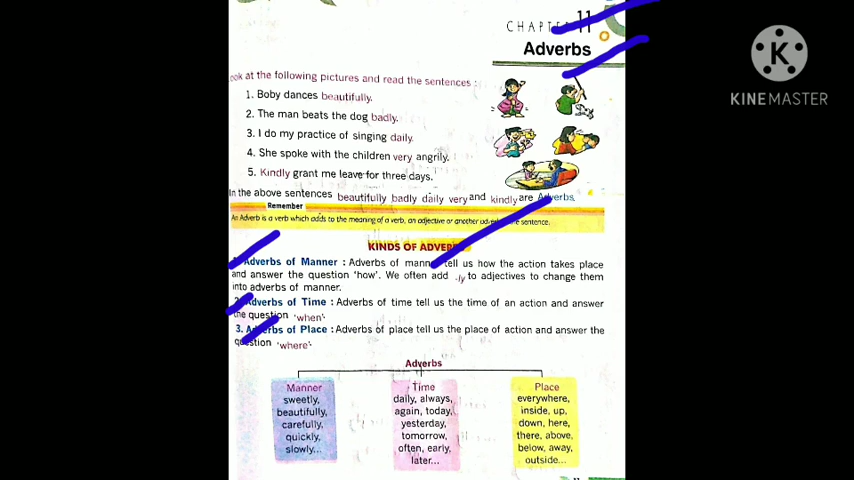 CHAPTER 11
Adverbs
ook at the following pictures and read the sentences :
1. Boby dances beautifully.
2. The man beats the dog badly.
3. I do my practice of singing daily.
4. She spoke with the children very angrily.
5. Kindly grant me leave for three days.
In the above sentences beautifully badly daily very and kindly are Adverbs.
Remember
An Adverb is a verb which adds to the meaning of a verb, an adjective or another sentence.
KINDS OF ADVERB
1. Adverbs of Manner : Adverbs of manner tell us how the action takes place
and answer the question 'how'. We often add -ly to adjectives to change them
into adverbs of manner.
2. Adverbs of Time : Adverbs of time tell us the time of an action and answer
the question 'when'
3. Adverbs of Place : Adverbs of place tell us the place of action and answer the
question 'where'
Adverbs
Manner
sweetly,
beautifully,
carefully,
quickly,
slowly...
Time
daily, always,
again, today,
yesterday,
tomorrow,
often, early,
later...
Place
everywhere,
inside, up,
down, here,
there, above,
below, away,
outside...
K
KINEMASTER